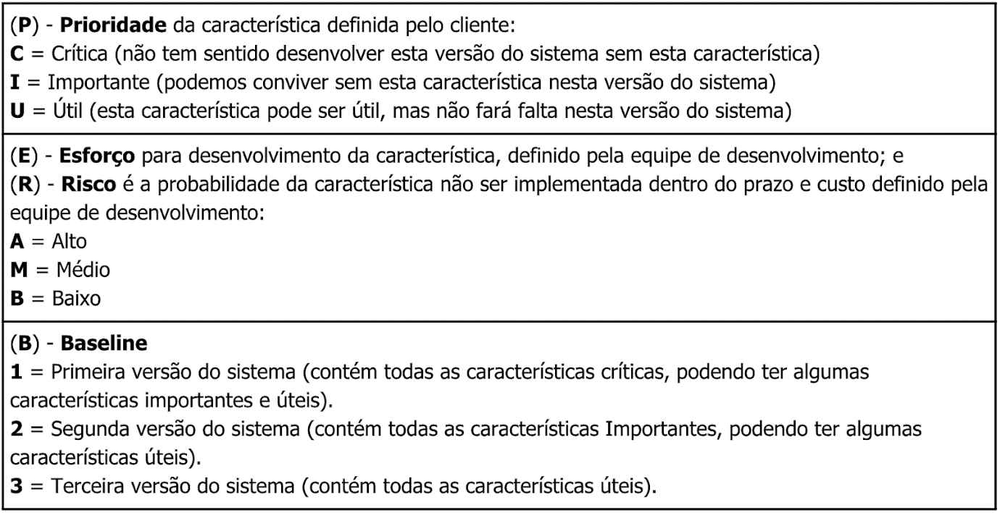 (P) - Prioridade da característica definida pelo cliente:
C = Crítica (não tem sentido desenvolver esta versão do sistema sem esta característica)
I = Importante (podemos conviver sem esta característica nesta versão do sistema)
U = Útil (esta característica pode ser útil, mas não fará falta nesta versão do sistema)
(E) - Esforço para desenvolvimento da característica, definido pela equipe de desenvolvimento; e
(R) - Risco é a probabilidade da característica não ser implementada dentro do prazo e custo definido pela
equipe de desenvolvimento:
A = Alto
M = Médio
B = Baixo
(B) - Baseline
1 = Primeira versão do sistema (contém todas as características críticas, podendo ter algumas
características importantes e úteis).
2 = Segunda versão do sistema (contém todas as características Importantes, podendo ter algumas
características úteis).
3 = Terceira versão do sistema (contém todas as características úteis).